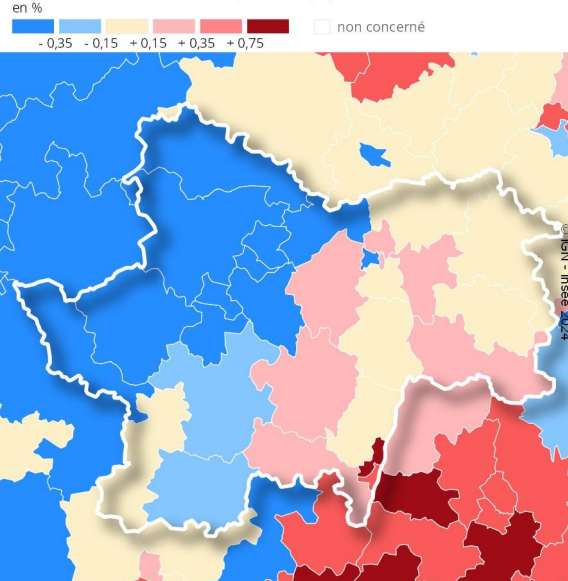 en %
non concerné
- 0,35 - 0,15 + 0,15 + 0,35 + 0,75
© IGN - Insee 2024